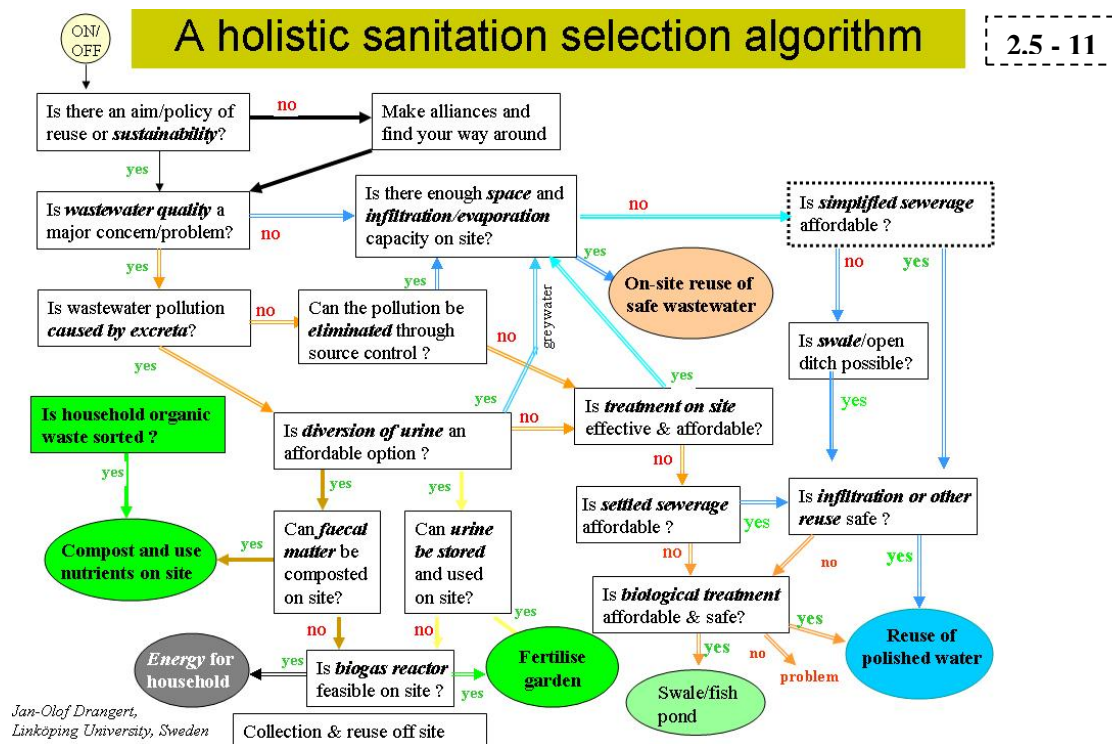 ON/
OFF
A holistic sanitation selection algorithm
2.5 - 11
Is there an aim/policy of
reuse or sustainability?
no
Make alliances and
find your way around
yes
Is wastewater quality a
major concern/problem?
no
Is there enough space and
infiltration/evaporation
capacity on site?
no
Is simplified sewerage
affordable ?
yes
yes
yes
no
yes
On-site reuse of
safe wastewater
Is wastewater pollution
caused by excreta?
no
Can the pollution be
eliminated through
source control ?
no
greywater
Is swale/open
ditch possible?
yes
yes
yes
yes
Is household organic
waste sorted ?
Is diversion of urine an
affordable option ?
no
Is treatment on site
effective & affordable?
yes
yes
yes
no
Can faecal
matter be
composted
on site?
Can urine
be stored
and used
on site?
Is settled sewerage
affordable ?
yes
Is infiltration or other
reuse safe ?
Compost and use
nutrients on site
yes
no
no
yes
Is biological treatment
affordable & safe?
no
no
yes
yes
no
problem
Reuse of
polished water
Energy for
household
yes
Is biogas reactor
feasible on site ?
yes
Fertilise
garden
Swale/fish
pond
Jan-Olof Drangert,
Linköping University, Sweden
Collection & reuse off site